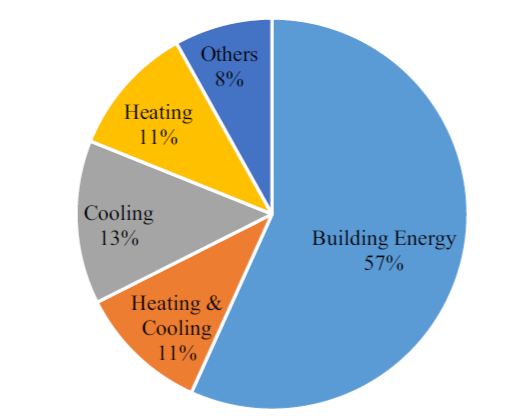 Others
8%
Heating
11%
Cooling
13%
Building Energy
57%
Heating &
Cooling
11%